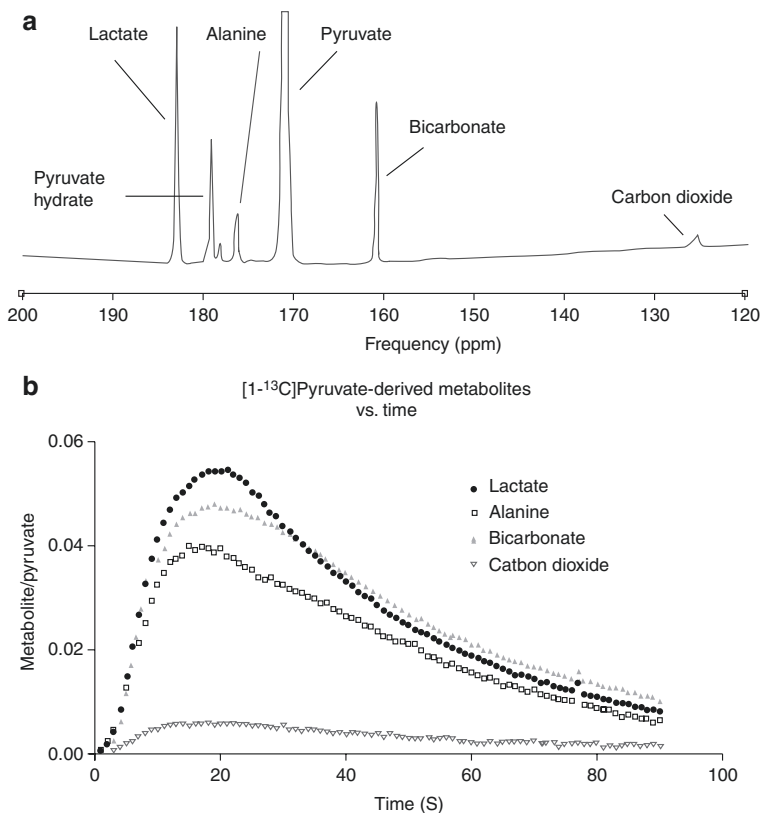 a
Lactate
Alanine
Pyruvate
Bicarbonate
Pyruvate
hydrate
Carbon dioxide
200 190 180 170 160 150 140 130 120
Frequency (ppm)
b
[1-¹³C]Pyruvate-derived metabolites
vs. time
0.06
0.04
0.02
0.00
Metabolite/pyruvate
Lactate
Alanine
Bicarbonate
Catbon dioxide
0 20 40 60 80 100
Time (S)